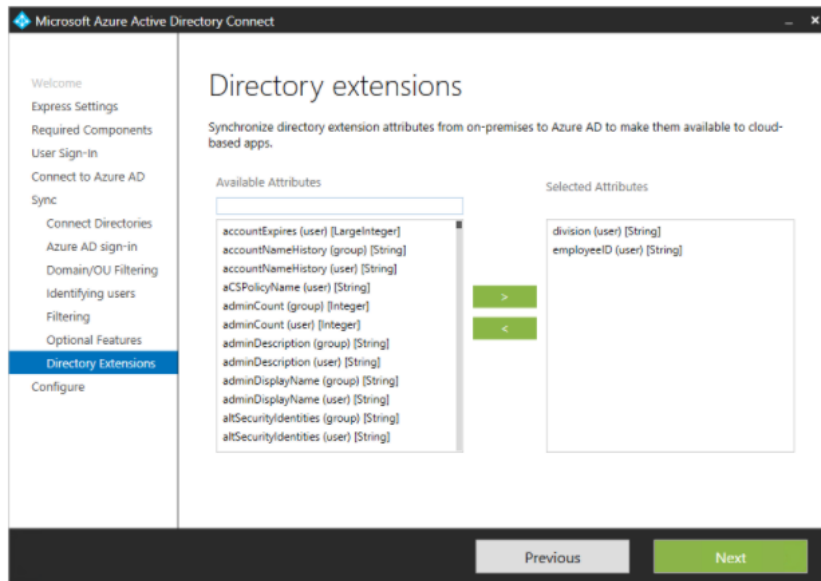 Microsoft Azure Active Directory Connect
Welcome
Express Settings
Required Components
User Sign-In
Connect to Azure AD
Sync
Connect Directories
Azure AD sign-in
Domain/OU Filtering
Identifying users
Filtering
Optional Features
Directory Extensions
Configure
Directory extensions
Synchronize directory extension attributes from on-premises to Azure AD to make them available to cloud-
based apps.
Available Attributes
accountExpires (user) [LargeInteger]
accountNameHistory (group) [String]
accountNameHistory (user) [String]
aCSPolicyName (user) [String]
adminCount (group) [Integer]
adminCount (user) [Integer]
adminDescription (group) [String]
adminDescription (user) [String]
adminDisplayName (group) [String]
adminDisplayName (user) [String]
altSecurityIdentities (group) [String]
altSecurityIdentities (user) [String]
>
<
Selected Attributes
division (user) [String]
employeeID (user) [String]
Previous
Next